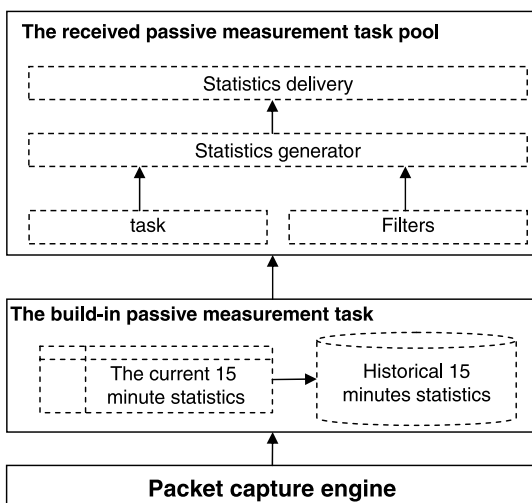 The received passive measurement task pool
Statistics delivery
Statistics generator
task
Filters
The build-in passive measurement task
The current 15
minute statistics
Historical 15
minutes statistics
Packet capture engine